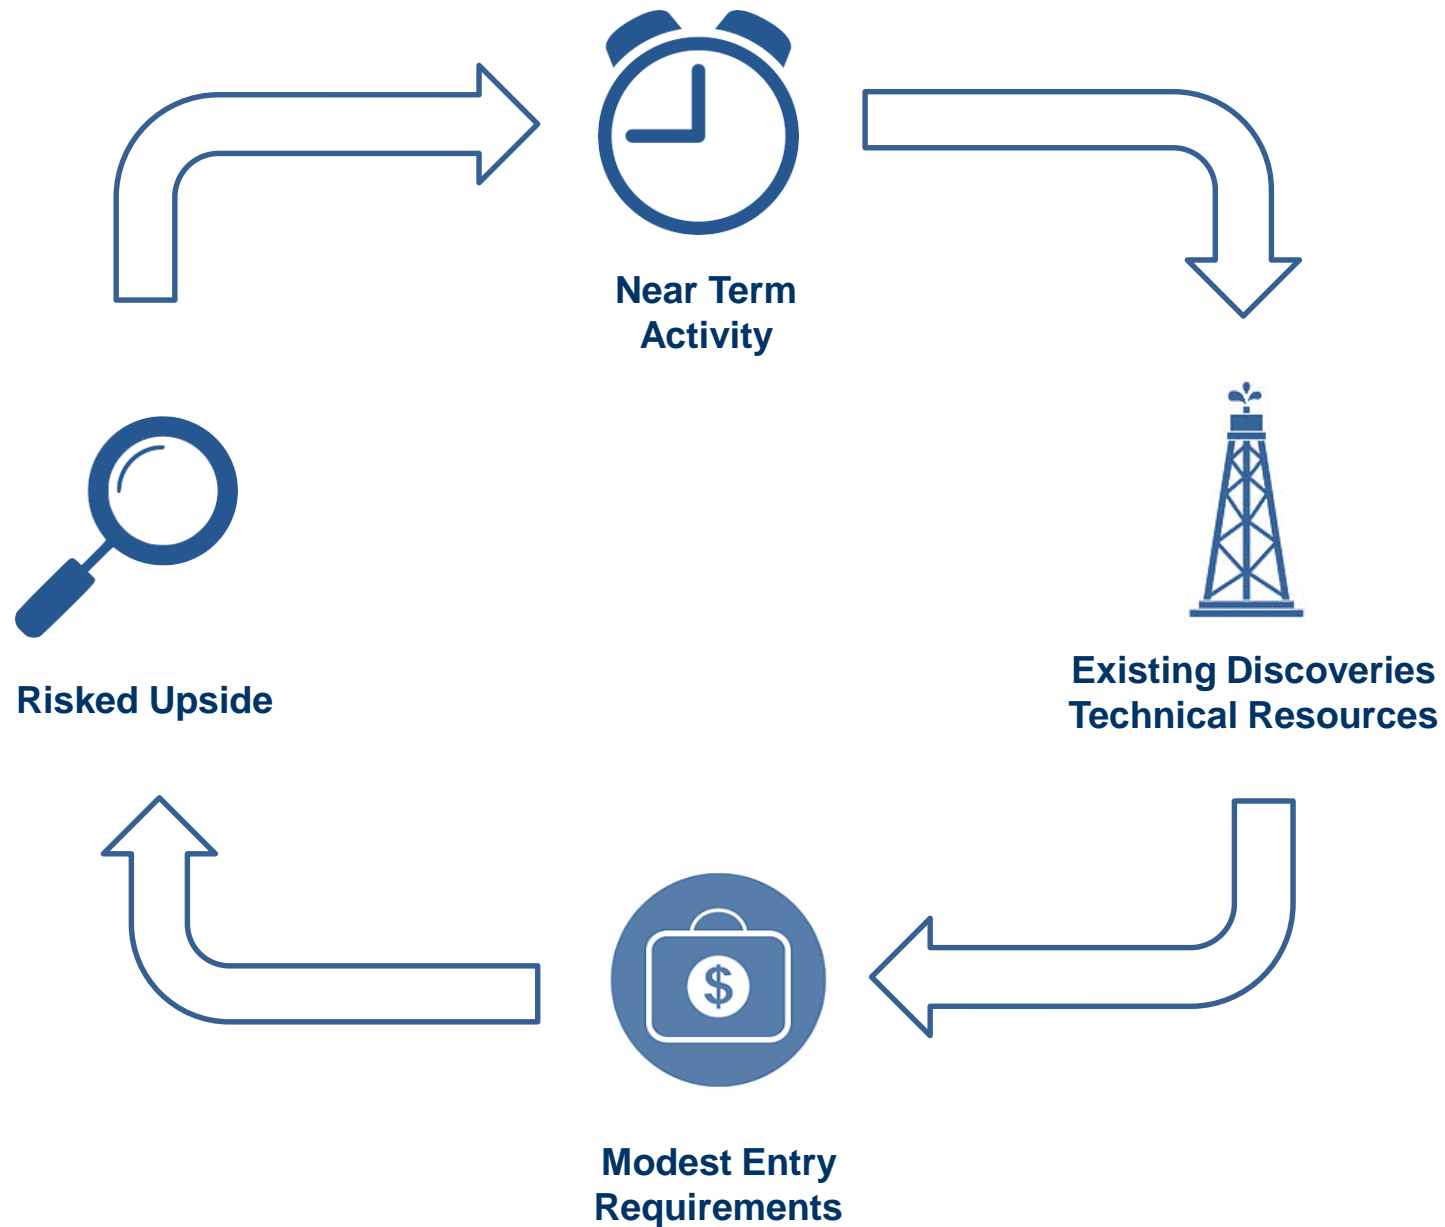 Near Term
Activity
Risked Upside
Existing Discoveries
Technical Resources
$
Modest Entry
Requirements